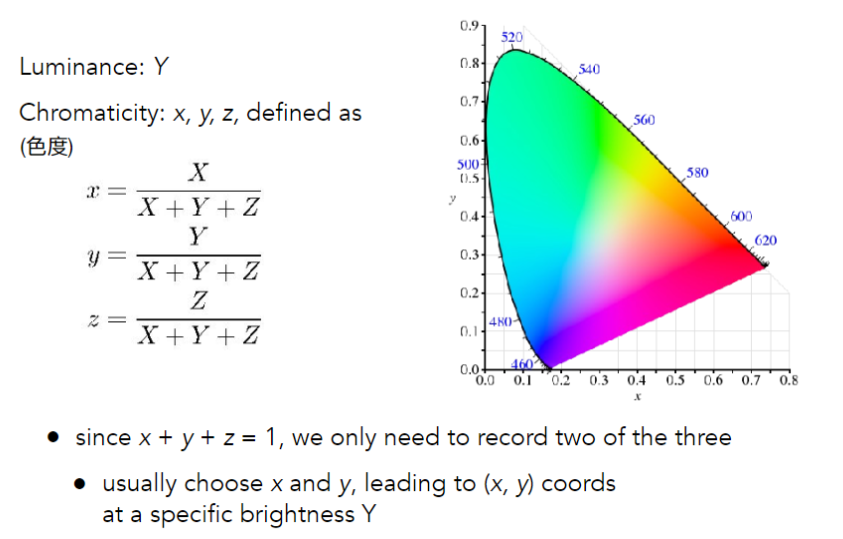 Luminance: Y
Chromaticity: x, y, z, defined as
(色度)
x = X / X + Y + Z
y = Y / X + Y + Z
z = Z / X + Y + Z
0.9
0.8
0.7
0.6
0.5
0.4
0.3
0.2
0.1
0.0
y
520
540
560
500
580
600
620
480
460
0.0 0.1 0.2 0.3 0.4 0.5 0.6 0.7 0.8
x
● since x + y + z = 1, we only need to record two of the three
● usually choose x and y, leading to (x, y) coords
at a specific brightness Y